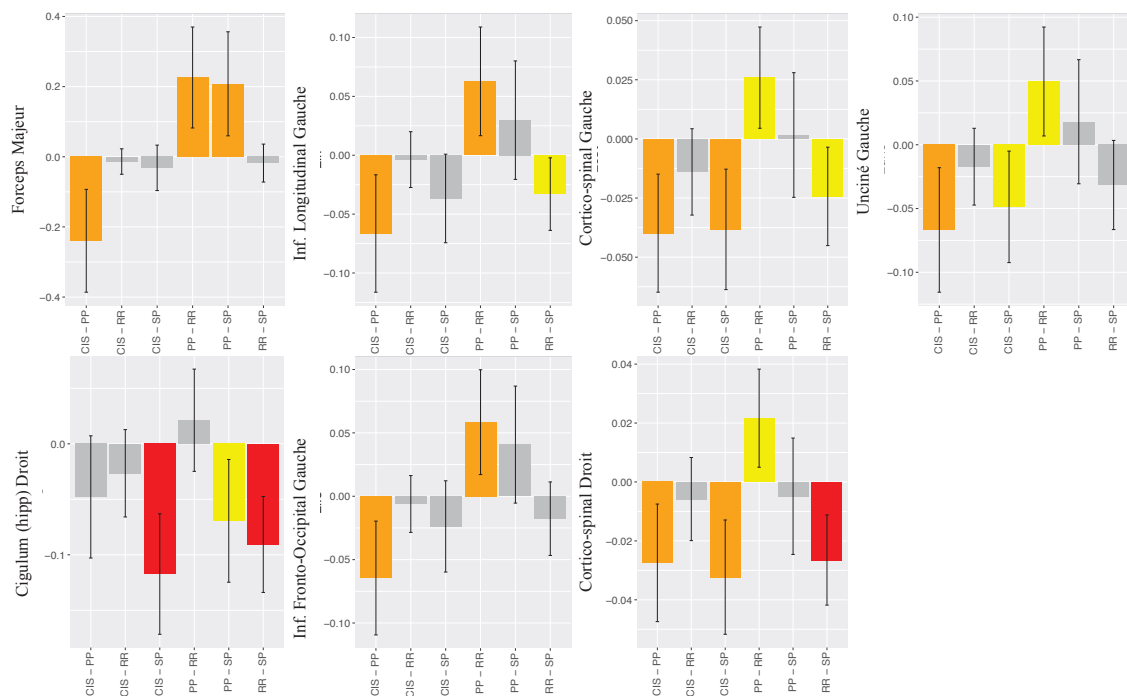 Forceps Majeur
0.4
0.2
0.0
−0.2
−0.4
CIS − PP
CIS − RR
CIS − SP
PP − RR
PP − SP
RR − SP
Inf. Longitudinal Gauche
0.10
0.05
0.00
−0.05
−0.10
CIS − PP
CIS − RR
CIS − SP
PP − RR
PP − SP
RR − SP
Cortico-spinal Gauche
0.050
0.025
0.000
−0.025
−0.050
CIS − PP
CIS − RR
CIS − SP
PP − RR
PP − SP
RR − SP
Unciné Gauche
0.10
0.05
0.00
−0.05
−0.10
CIS − PP
CIS − RR
CIS − SP
PP − RR
PP − SP
RR − SP
Cigulum (hipp) Droit
0.0
−0.1
CIS − PP
CIS − RR
CIS − SP
PP − RR
PP − SP
RR − SP
Inf. Fronto-Occipital Gauche
0.10
0.05
0.00
−0.05
−0.10
CIS − PP
CIS − RR
CIS − SP
PP − RR
PP − SP
RR − SP
Cortico-spinal Droit
0.04
0.02
0.00
−0.02
−0.04
CIS − PP
CIS − RR
CIS − SP
PP − RR
PP − SP
RR − SP